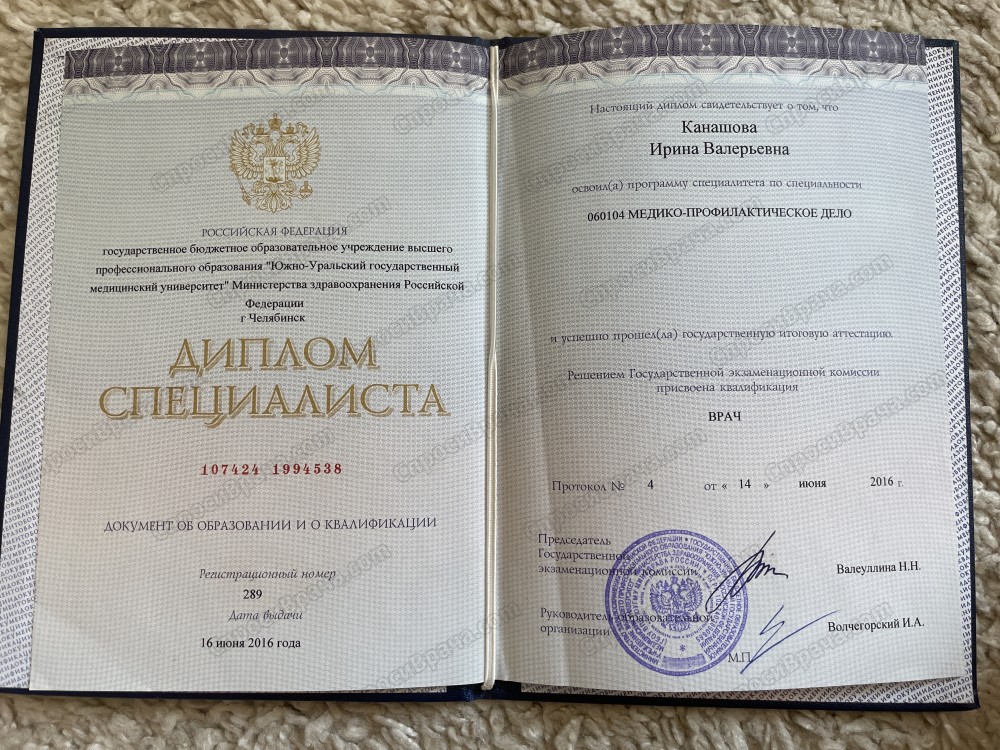 РОССИЙСКАЯ ФЕДЕРАЦИЯ
государственное бюджетное образовательное учреждение высшего
профессионального образования "Южно-Уральский государственный
медицинский университет" Министерства здравоохранения Российской
Федерации
г Челябинск
ДИПЛОМ
СПЕЦИАЛИСТА
107424 1994538
ДОКУМЕНТ ОБ ОБРАЗОВАНИИ И О КВАЛИФИКАЦИИ
Регистрационный номер
289
Дата выдачи
16 июня 2016 года
Настоящий диплом свидетельствует о том, что
Канашова
Ирина Валерьевна
освоил(а) программу специалитета по специальности
060104 МЕДИКО-ПРОФИЛАКТИЧЕСКОЕ ДЕЛО
и успешно прошел(ла) государственную итоговую аттестацию.
Решением Государственной экзаменационной комиссии
присвоена квалификация
ВРАЧ
Протокол № 4 от « 14 » июня 2016 г.
Председатель
Государственной
экзаменационной комиссии
Валеуллина Н.Н.
Руководитель образовательной
организации
Волчегорский И.А.
М.П.
СпросиВрача.com